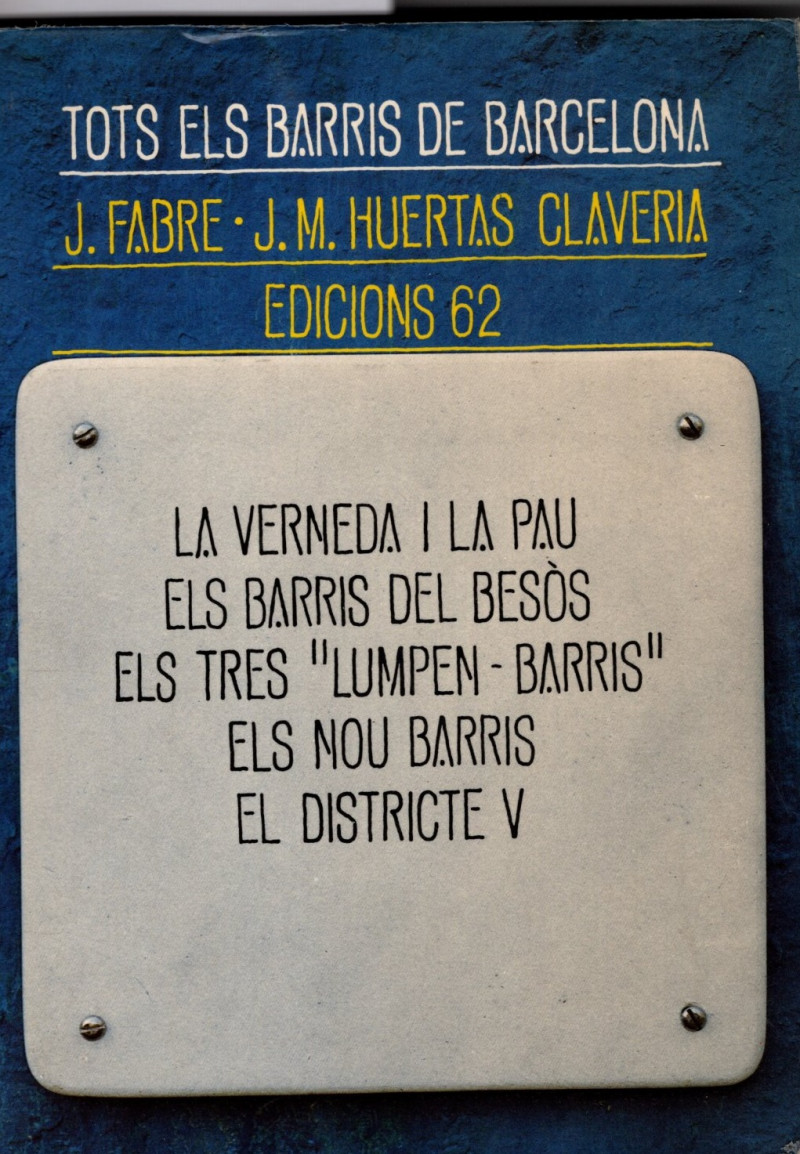 TOTS ELS BARRIS DE BARCELONA
J. FABRE · J. M. HUERTAS CLAVERIA
EDICIONS 62
LA VERNEDA I LA PAU
ELS BARRIS DEL BESÒS
ELS TRES "LUMPEN - BARRIS"
ELS NOU BARRIS
EL DISTRICTE V